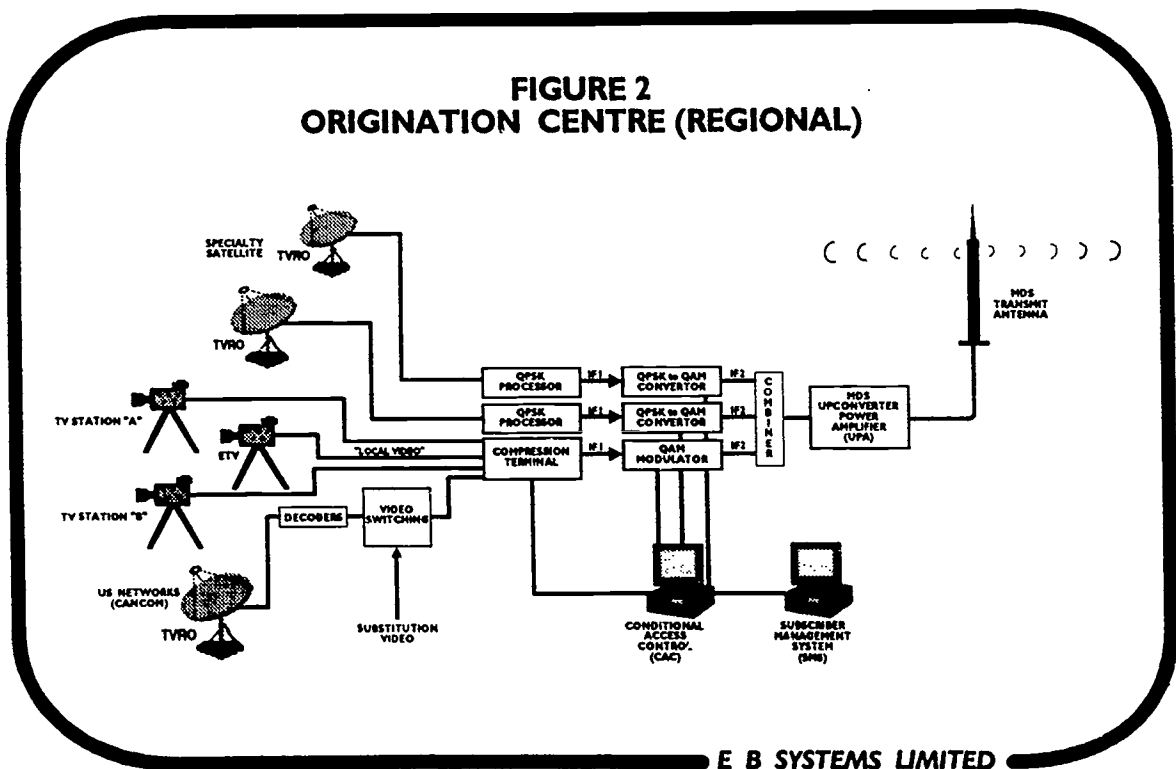 FIGURE 2
ORIGINATION CENTRE (REGIONAL)
SPECIALTY
SATELLITE
TVRO
TVRO
TV STATION "A"
ETV
"LOCAL VIDEO"
TV STATION "B"
DECODERS
VIDEO
SWITCHING
US NETWORKS
(CANCOM)
TVRO
SUBSTITUTION
VIDEO
QPSK
PROCESSOR
IF1
QPSK to QAM
CONVERTOR
IF2
QPSK
PROCESSOR
QPSK to QAM
CONVERTOR
IF2
COMPRESSION
TERMINAL
IF1
QAM
MODULATOR
IF2
COMBINER
MDS
UPCONVERTER
POWER
AMPLIFIER
(UPA)
MDS
TRANSMIT
ANTENNA
CONDITIONAL
ACCESS
(CAC)
SUBSCRIBER
MANAGEMENT
SYSTEM
(SMS)
E B SYSTEMS LIMITED